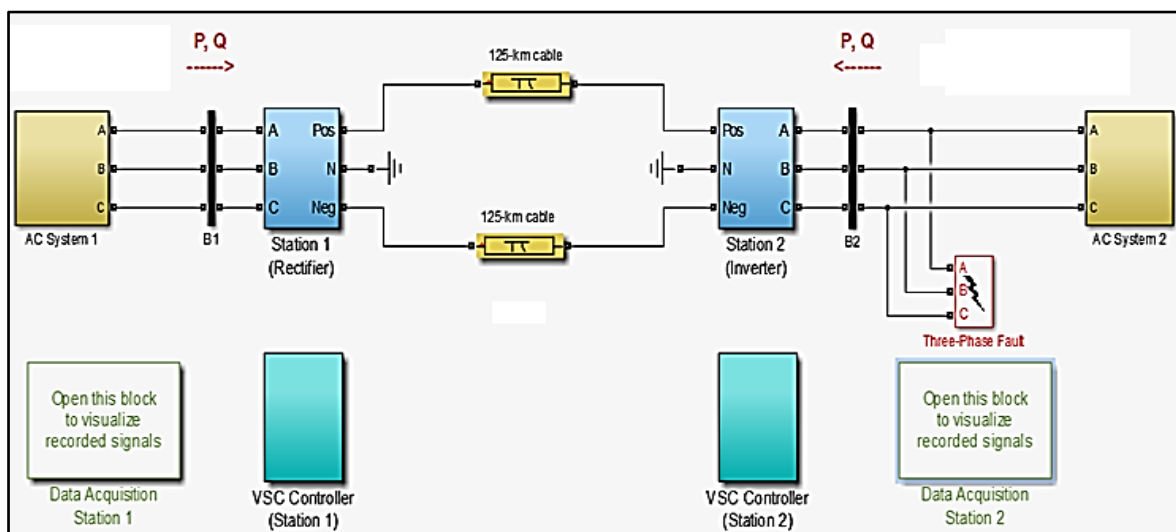 P, Q
P, Q
125-km cable
A
B
C
A
B
C
Pos
N
Neg
Pos
N
Neg
A
B
C
A
B
C
AC System 1
B1
Station 1
(Rectifier)
125-km cable
Station 2
(Inverter)
B2
AC System 2
A
B
C
Three-Phase Fault
Open this block
to visualize
recorded signals
Data Acquisition
Station 1
VSC Controller
(Station 1)
VSC Controller
(Station 2)
Open this block
to visualize
recorded signals
Data Acquisition
Station 2